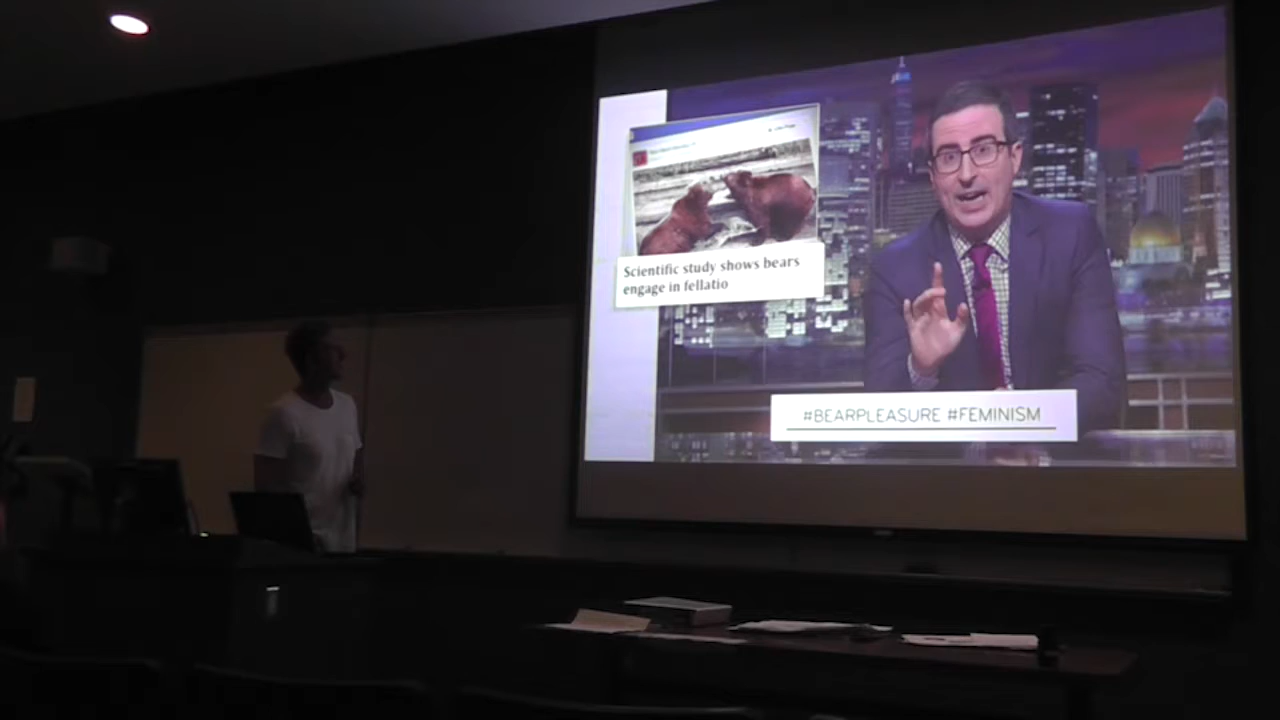 Scientific study shows bears
engage in fellatio
#BEARPLEASURE #FEMINISM